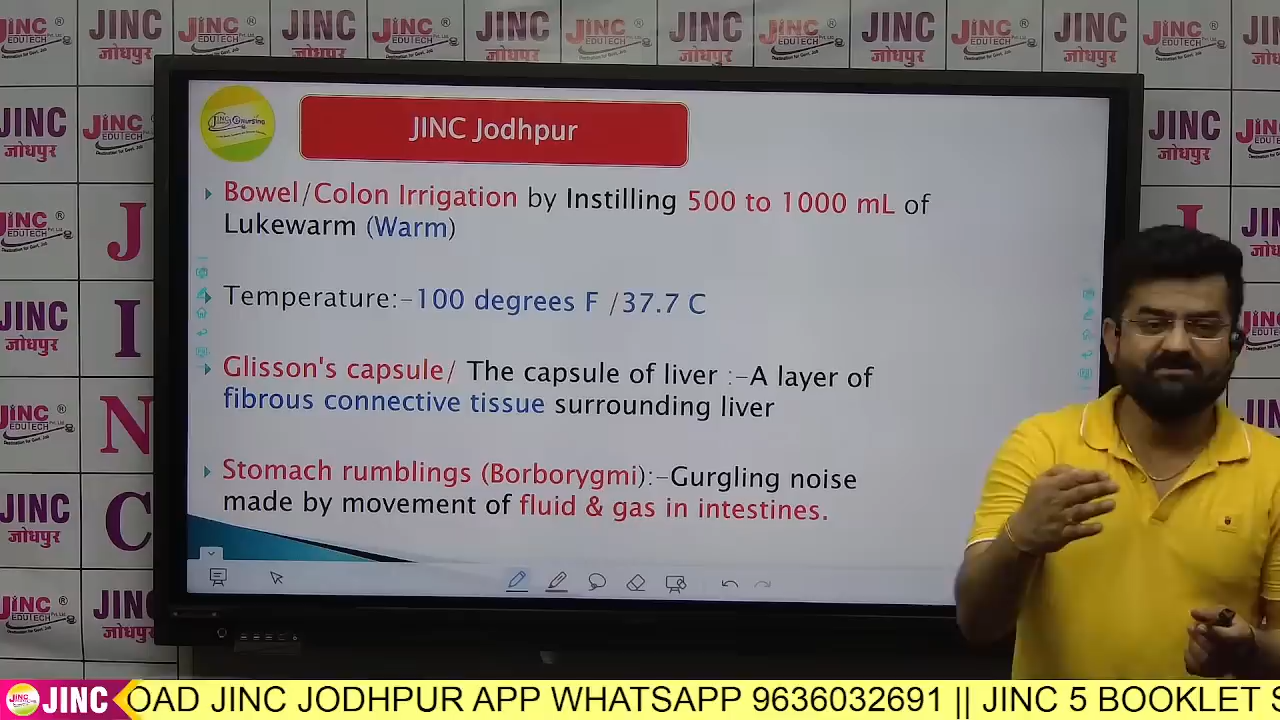 JINC Jodhpur
Bowel/Colon Irrigation by Instilling 500 to 1000 mL of
Lukewarm (Warm)
Temperature:-100 degrees F /37.7 C
Glisson's capsule/ The capsule of liver :-A layer of
fibrous connective tissue surrounding liver
Stomach rumblings (Borborygmi):-Gurgling noise
made by movement of fluid & gas in intestines.
JINC
जोधपुर
JINC ®
EDUTECH
J
I
N
C
JINC
OAD JINC JODHPUR APP WHATSAPP 9636032691 || JINC 5 BOOKLET S